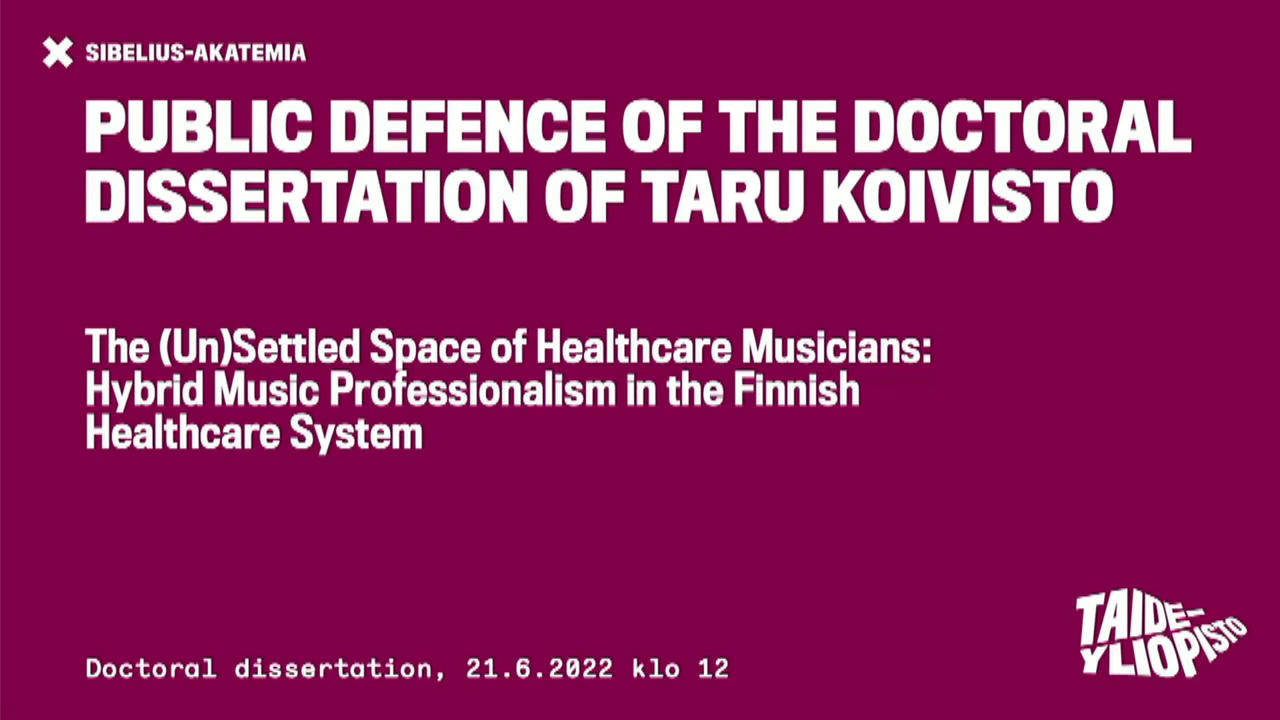 SIBELIUS-AKATEMIA
PUBLIC DEFENCE OF THE DOCTORAL
DISSERTATION OF TARU KOIVISTO
The (Un)Settled Space of Healthcare Musicians:
Hybrid Music Professionalism in the Finnish
Healthcare System
Doctoral dissertation, 21.6.2022 klo 12
TAIDE-
YLIOPISTO